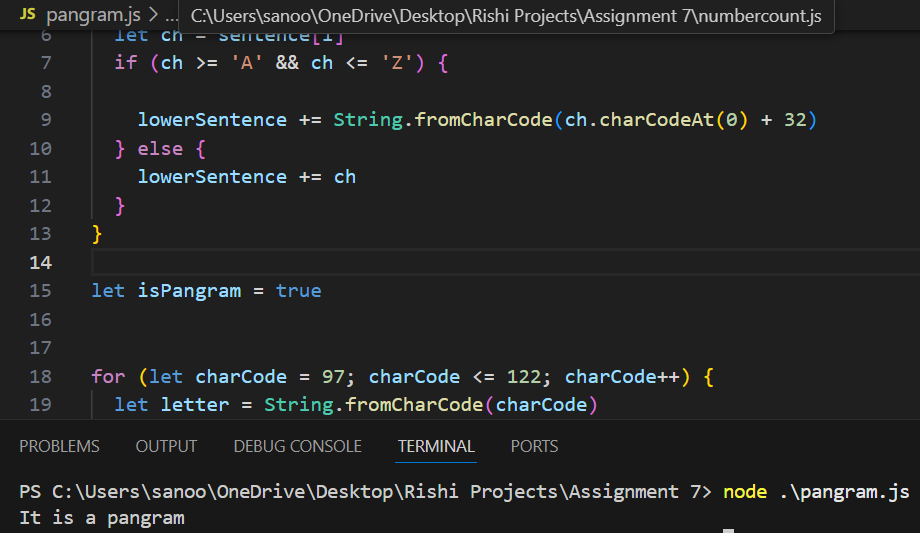 JS pangram.js > ...
C:\Users\sanoo\OneDrive\Desktop\Rishi Projects\Assignment 7\numbercount.js
6 let ch = sentence[i]
7 if (ch >= 'A' && ch <= 'Z') {
8
9 lowerSentence += String.fromCharCode(ch.charCodeAt(0) + 32)
10 } else {
11 lowerSentence += ch
12 }
13 }
14
15 let isPangram = true
16
17
18 for (let charCode = 97; charCode <= 122; charCode++) {
19 let letter = String.fromCharCode(charCode)
PROBLEMS OUTPUT DEBUG CONSOLE TERMINAL PORTS
PS C:\Users\sanoo\OneDrive\Desktop\Rishi Projects\Assignment 7> node .\pangram.js
It is a pangram